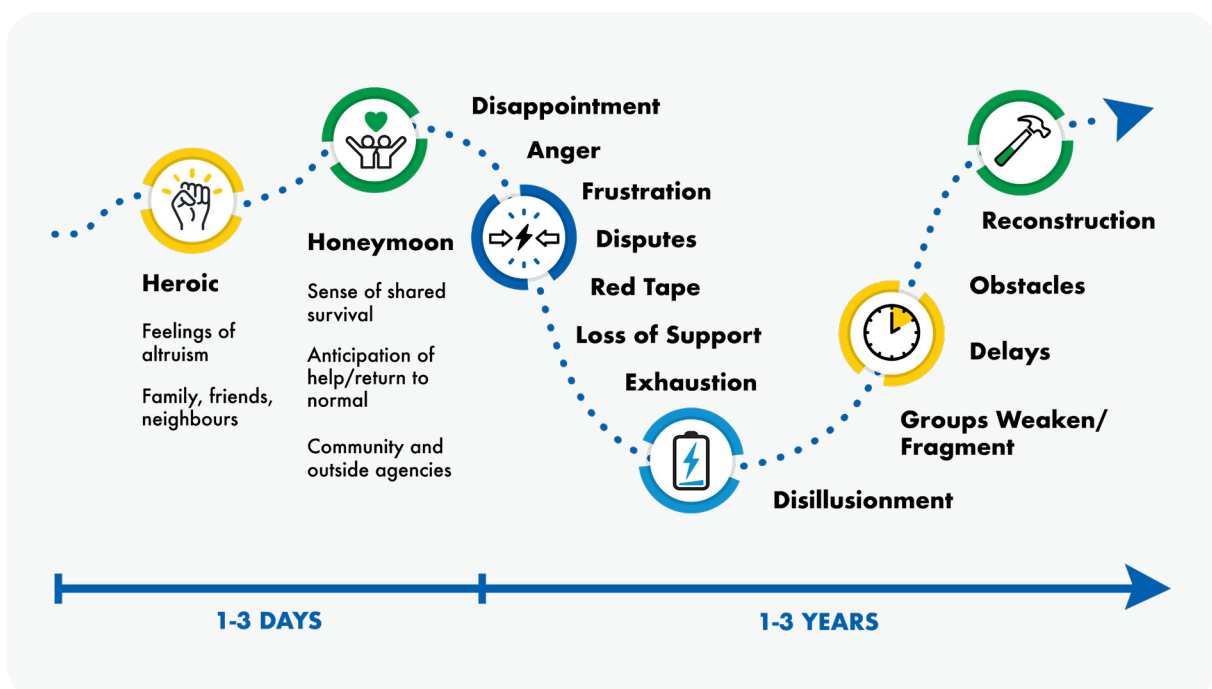 Heroic
Feelings of
altruism
Family, friends,
neighbours
Honeymoon
Sense of shared
survival
Anticipation of
help/return to
normal
Community and
outside agencies
Disappointment
Anger
Frustration
Disputes
Red Tape
Loss of Support
Exhaustion
Disillusionment
Groups Weaken/
Fragment
Delays
Obstacles
Reconstruction
1-3 DAYS
1-3 YEARS